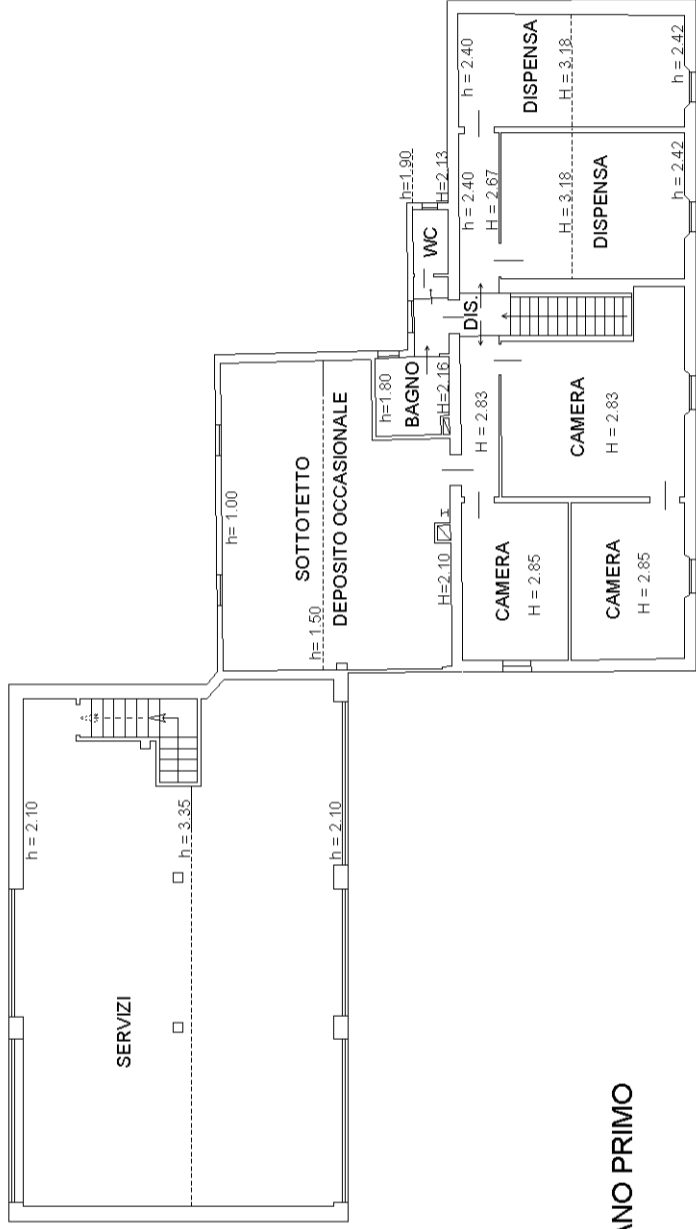 h = 2.10
SERVIZI
h = 3.35
h = 2.10
h= 1.00
SOTTOTETTO
h=1.50
DEPOSITO OCCASIONALE
H=2.10
h=1.80
BAGNO
H=2.16
h=1.90
WC
H=2.13
DIS.
H = 2.83
CAMERA
H = 2.85
CAMERA
H = 2.83
CAMERA
H = 2.85
h = 2.40
H = 2.67
H = 3.18
DISPENSA
h = 2.42
h = 2.40
DISPENSA
H = 3.18
h = 2.42
ANO PRIMO